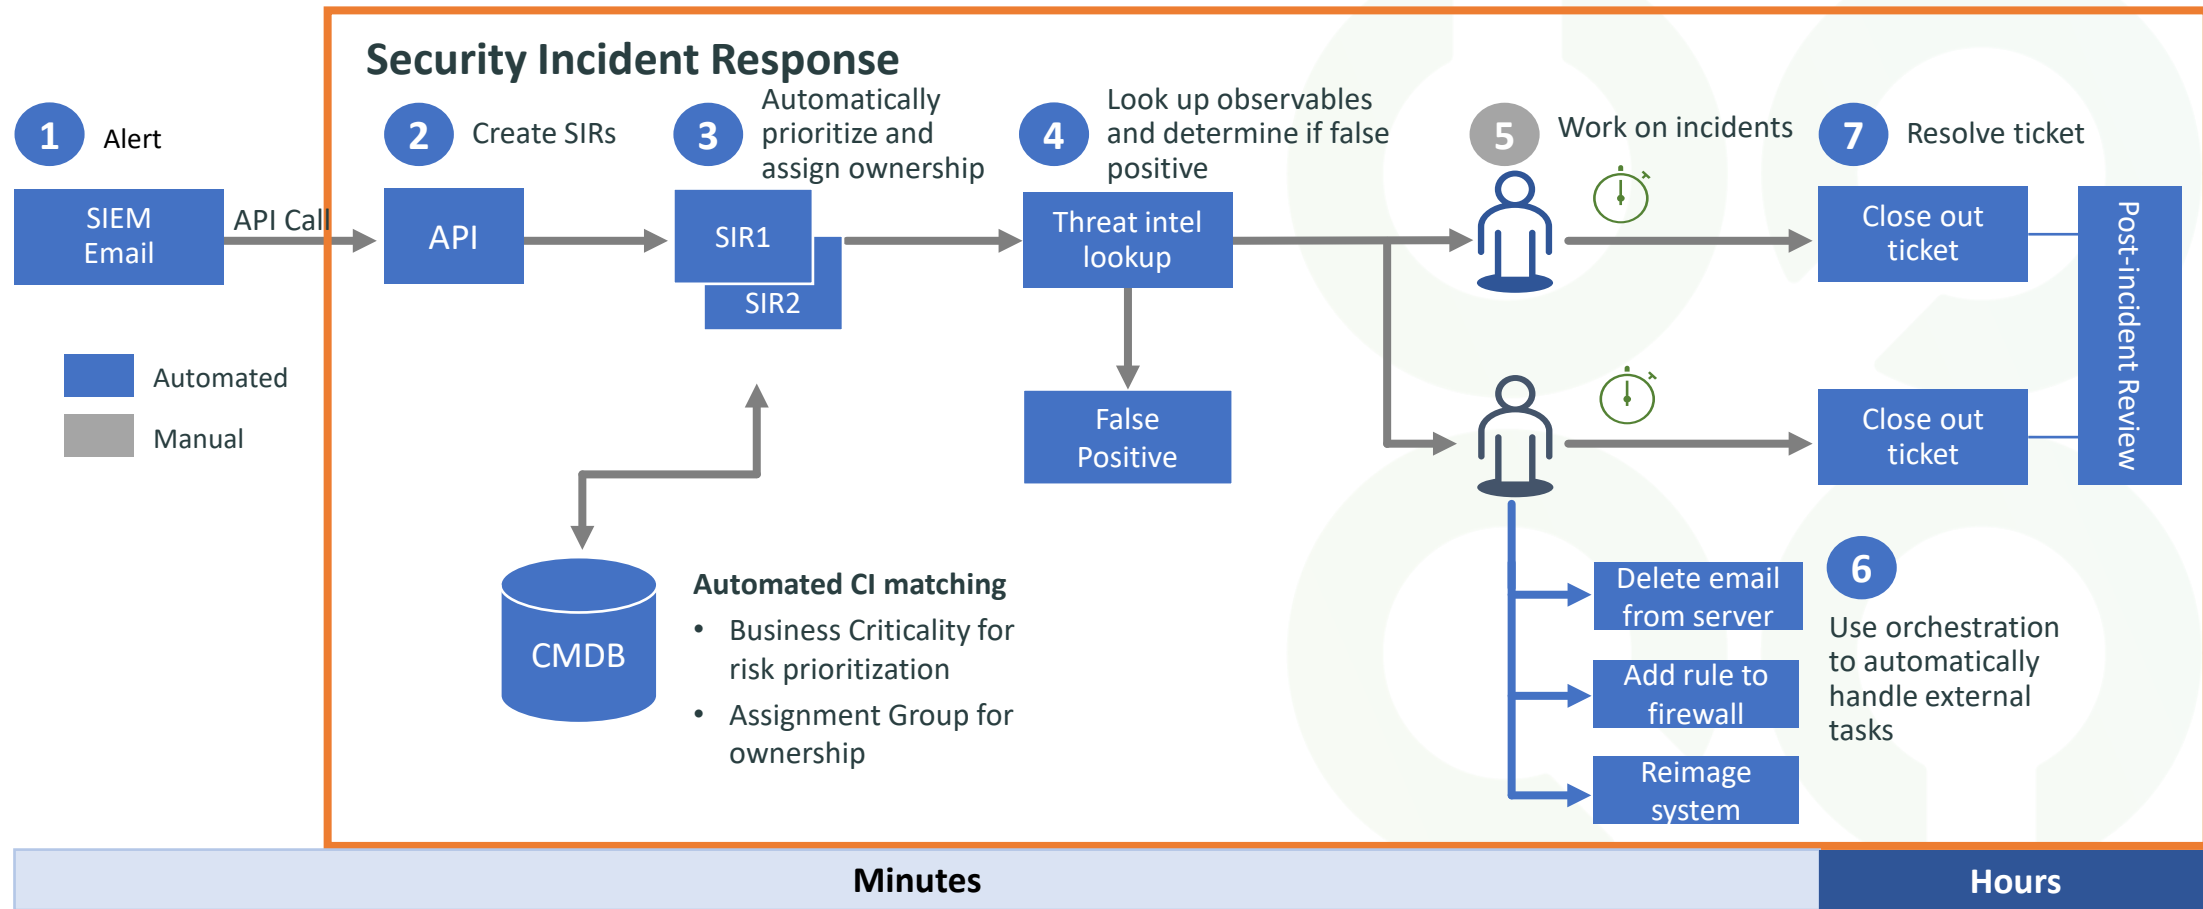 Security Incident Response
1
Alert
2
Create SIRs
3
Automatically
prioritize and
assign ownership
4
Look up observables
and determine if false
positive
5
Work on incidents
7
Resolve ticket
SIEM
Email
API Call
API
SIR1
SIR2
Threat intel
lookup
Close out
ticket
Post-incident Review
Automated
Manual
False
Positive
Close out
ticket
CMDB
Automated CI matching
• Business Criticality for
risk prioritization
• Assignment Group for
ownership
Delete email
from server
Add rule to
firewall
Reimage
system
6
Use orchestration
to automatically
handle external
tasks
Minutes
Hours